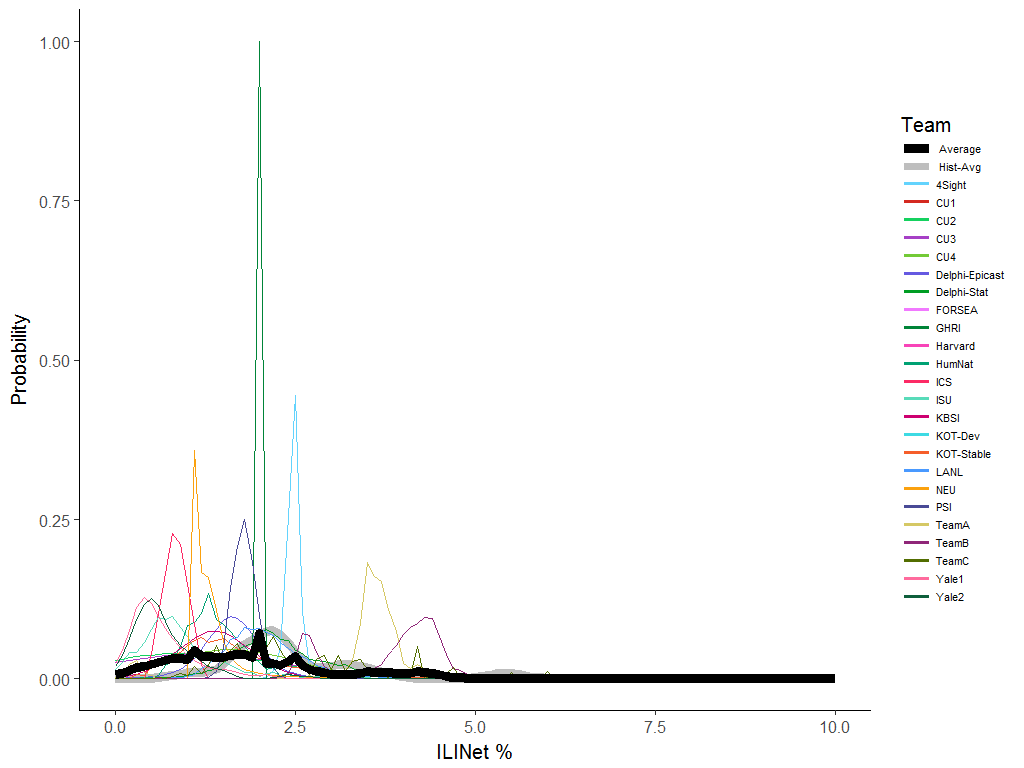 1.00
0.75
0.50
0.25
0.00
Probability
0.0
2.5
5.0
7.5
10.0
ILINet %
Team
Average
Hist-Avg
4Sight
CU1
CU2
CU3
CU4
Delphi-Epicast
Delphi-Stat
FORSEA
GHRI
Harvard
HumNat
ICS
ISU
KBSI
KOT-Dev
KOT-Stable
LANL
NEU
PSI
TeamA
TeamB
TeamC
Yale1
Yale2